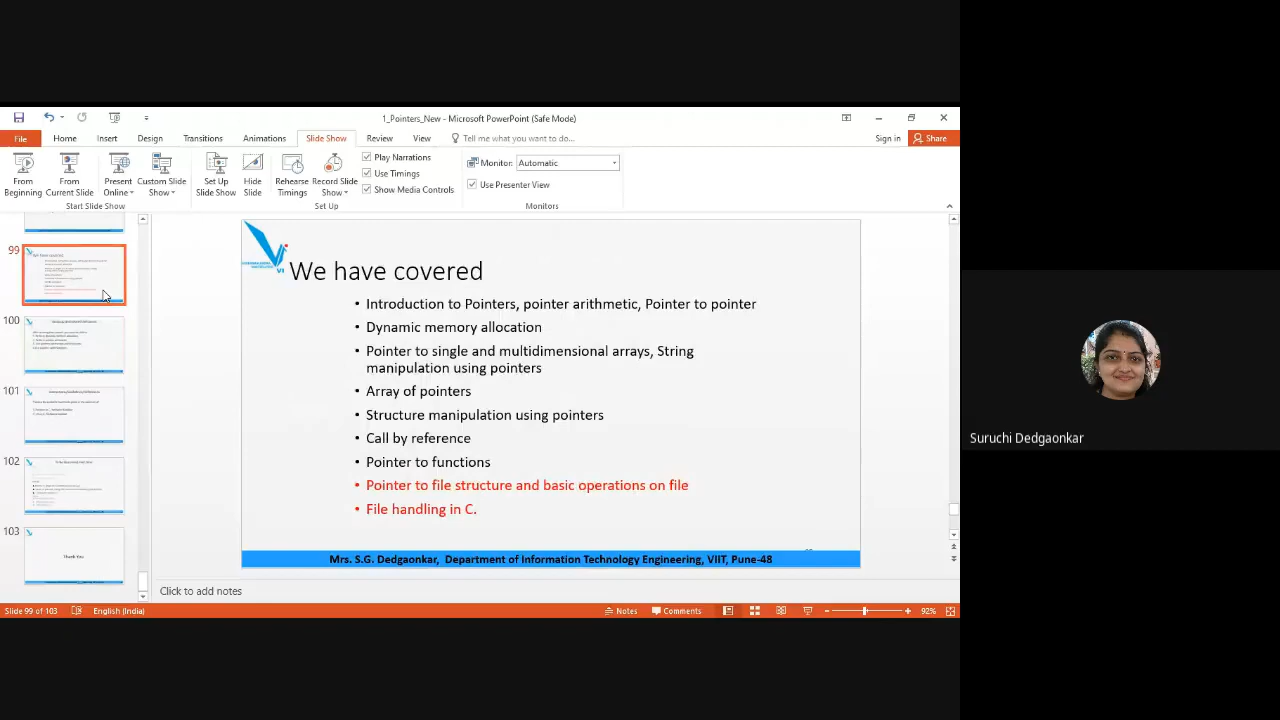 1_Pointers_New - Microsoft PowerPoint (Safe Mode)
File Home Insert Design Transitions Animations Slide Show Review View Tell me what you want to do... Sign in Share
From Beginning
From Current Slide
Present Online
Custom Slide Show
Set Up Slide Show
Hide Slide
Rehearse Timings
Record Slide Show
Play Narrations
Use Timings
Show Media Controls
Monitor: Automatic
Use Presenter View
Start Slide Show Set Up Monitors
99
100
101
102
103
Thank You
VI
We have covered
• Introduction to Pointers, pointer arithmetic, Pointer to pointer
• Dynamic memory allocation
• Pointer to single and multidimensional arrays, String
manipulation using pointers
• Array of pointers
• Structure manipulation using pointers
• Call by reference
• Pointer to functions
• Pointer to file structure and basic operations on file
• File handling in C.
Mrs. S.G. Dedgaonkar, Department of Information Technology Engineering, VIIT, Pune-48
Click to add notes
Slide 99 of 103 English (India) Notes Comments 92%
Suruchi Dedgaonkar